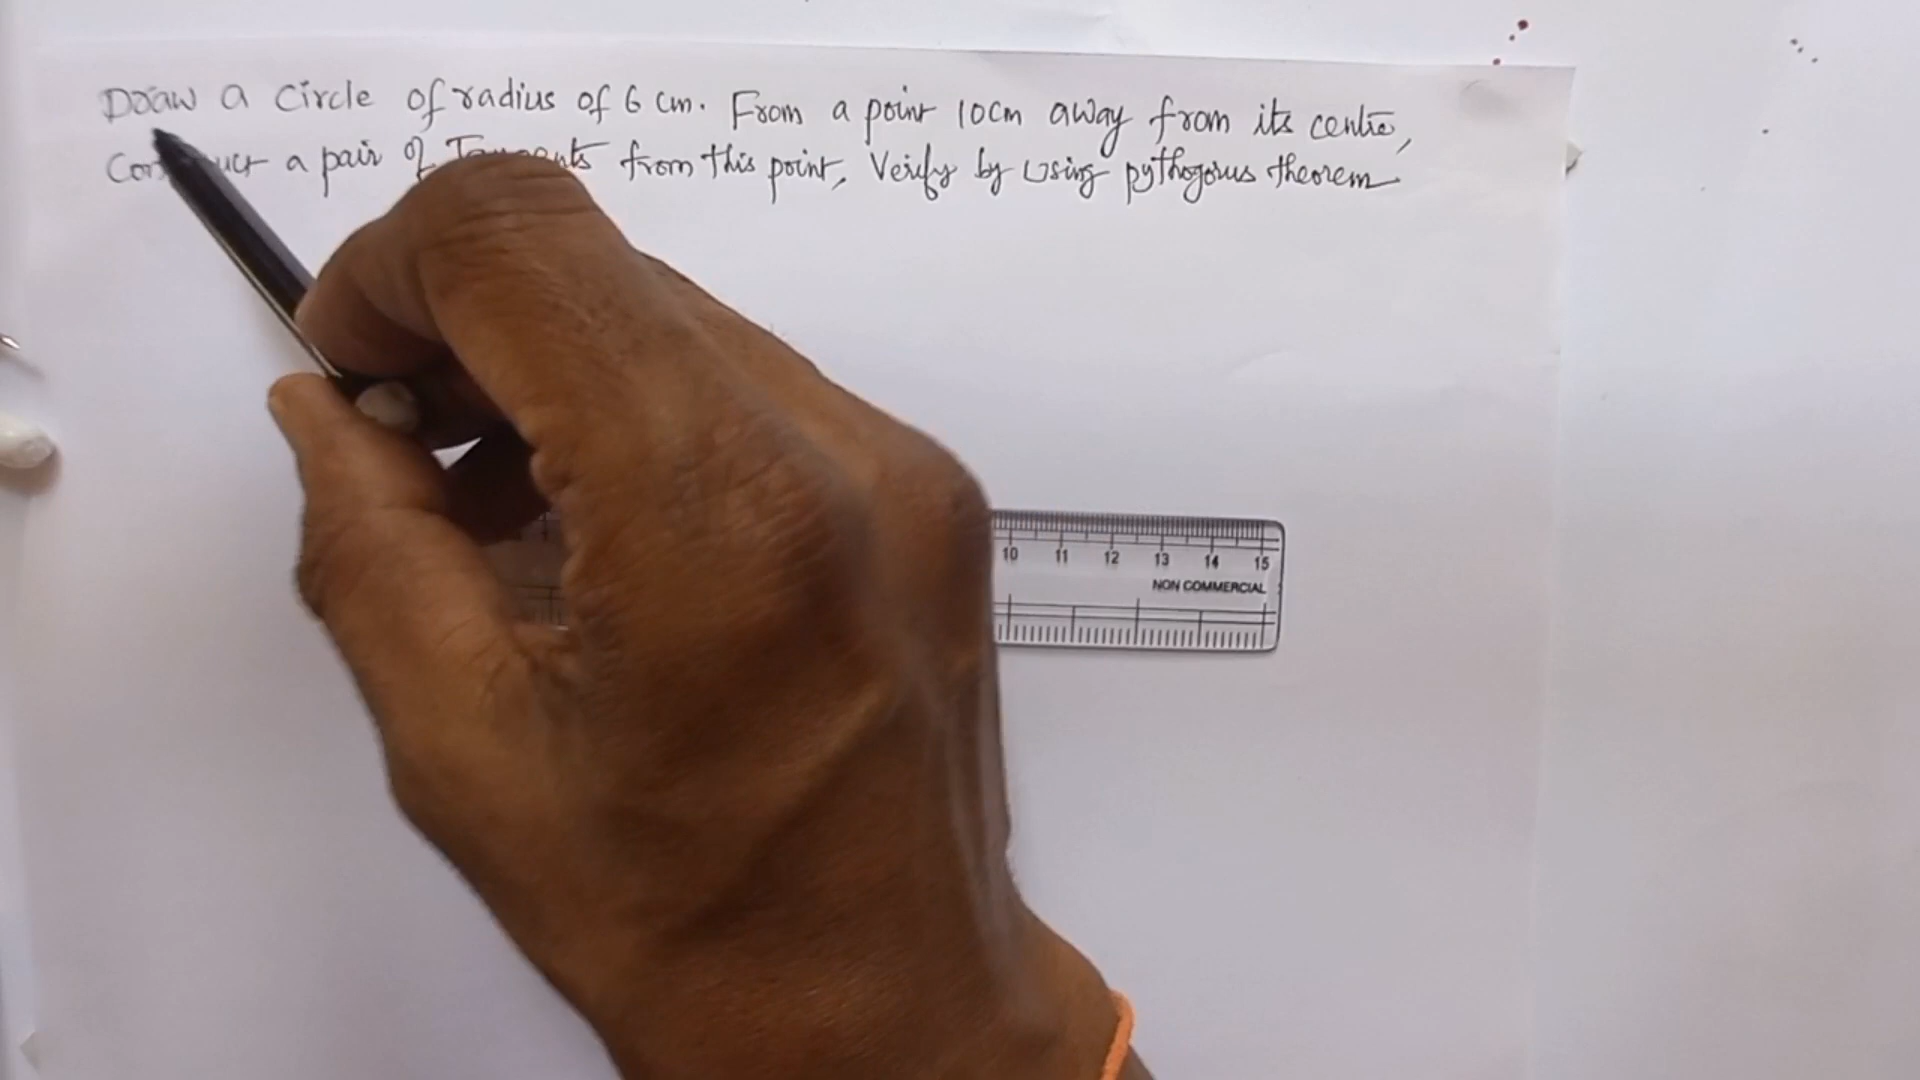 Draw a Circle of radius of 6 cm. From a point 10cm away from its centre,
a pair of from this point, Verify by Using pythogorus theorem.
10 11 12 13 14 15
NON COMMERCIAL